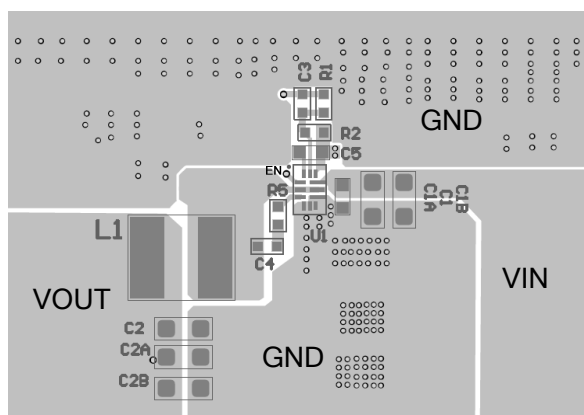 C3
R1
R2
GND
C5
EN
R5
C1A
C1
C1B
L1
U1
C4
VIN
VOUT
C2
C2A
GND
C2B